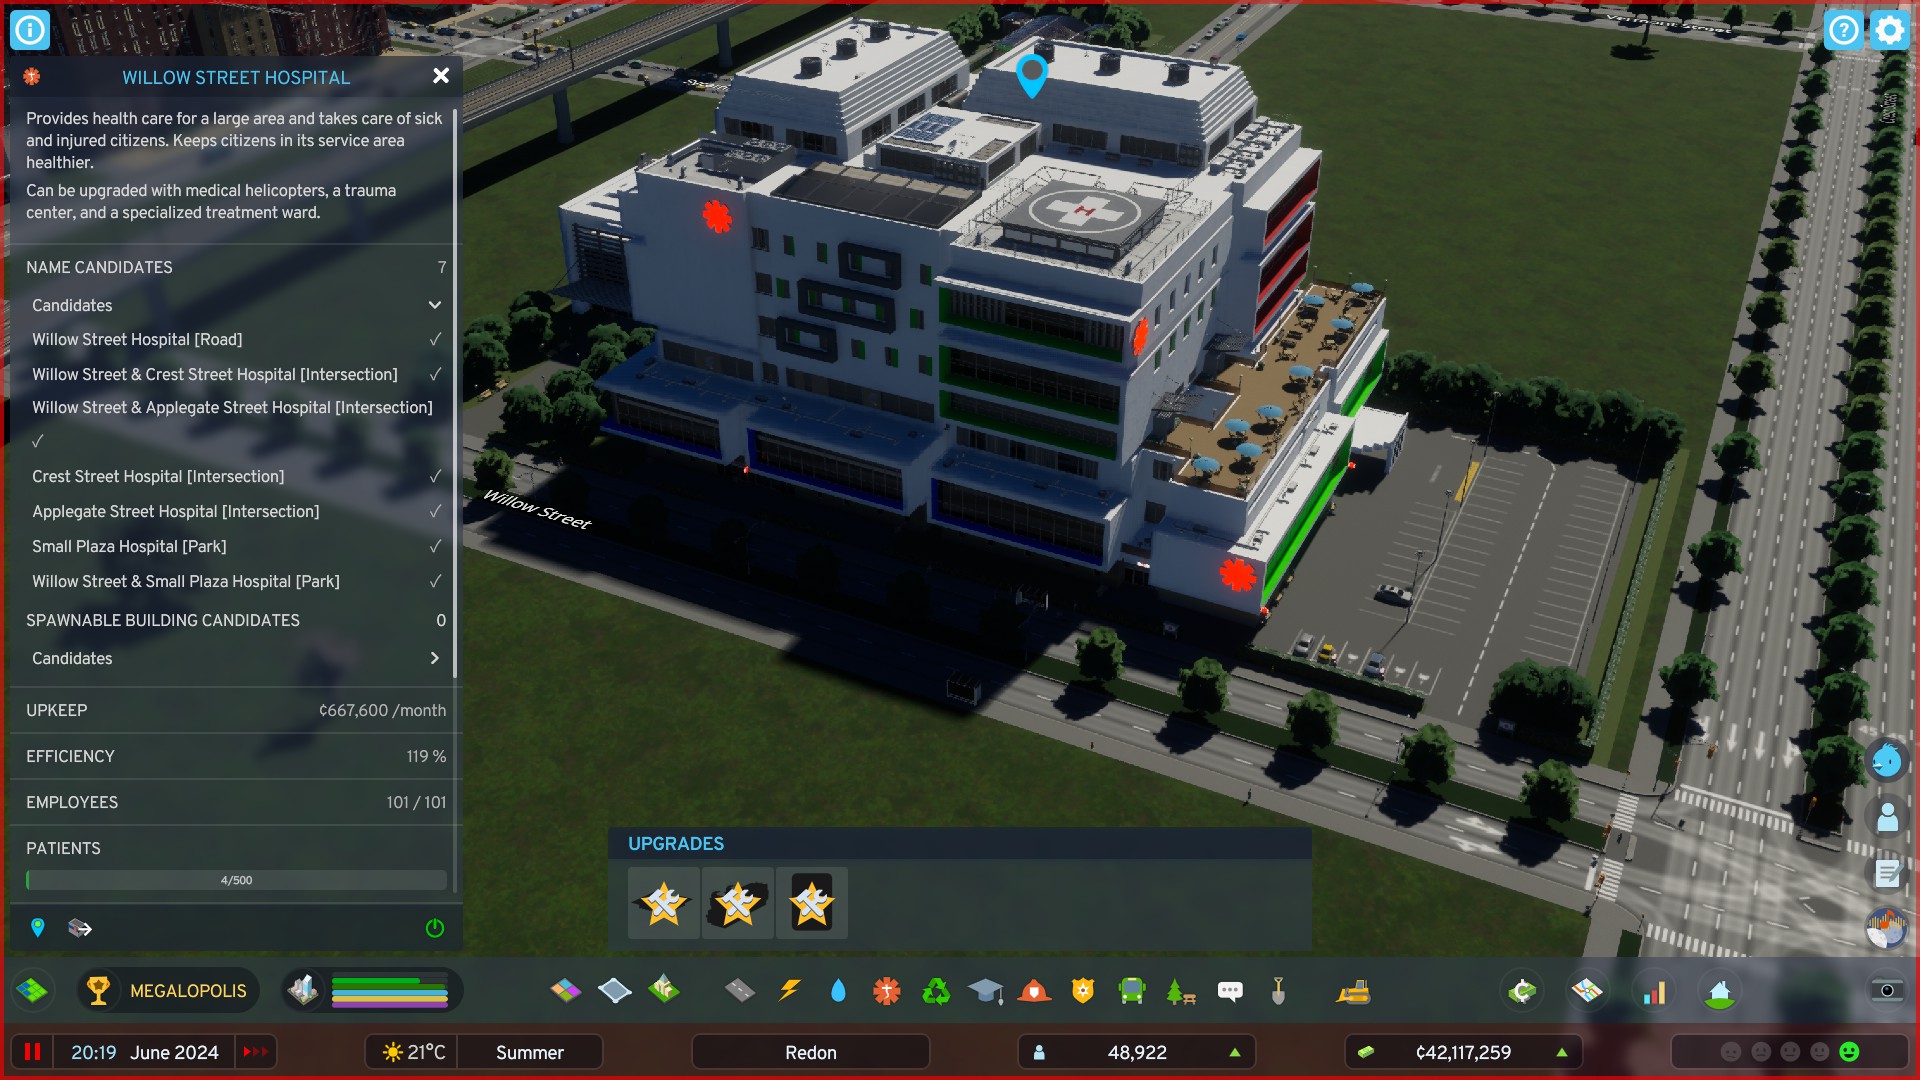 WILLOW STREET HOSPITAL
Provides health care for a large area and takes care of sick
and injured citizens. Keeps citizens in its service area
healthier.
Can be upgraded with medical helicopters, a trauma
center, and a specialized treatment ward.
NAME CANDIDATES 7
Candidates
Willow Street Hospital [Road] ✓
Willow Street & Crest Street Hospital [Intersection] ✓
Willow Street & Applegate Street Hospital [Intersection]
✓
Crest Street Hospital [Intersection] ✓
Applegate Street Hospital [Intersection] ✓
Small Plaza Hospital [Park] ✓
Willow Street & Small Plaza Hospital [Park] ✓
SPAWNABLE BUILDING CANDIDATES 0
Candidates
UPKEEP ¢667,600 /month
EFFICIENCY 119 %
EMPLOYEES 101 / 101
PATIENTS
4/500
H
Willow Street
Crest Street
UPGRADES
MEGALOPOLIS
20:19 June 2024
21°C Summer
Redon
48,922
¢42,117,259